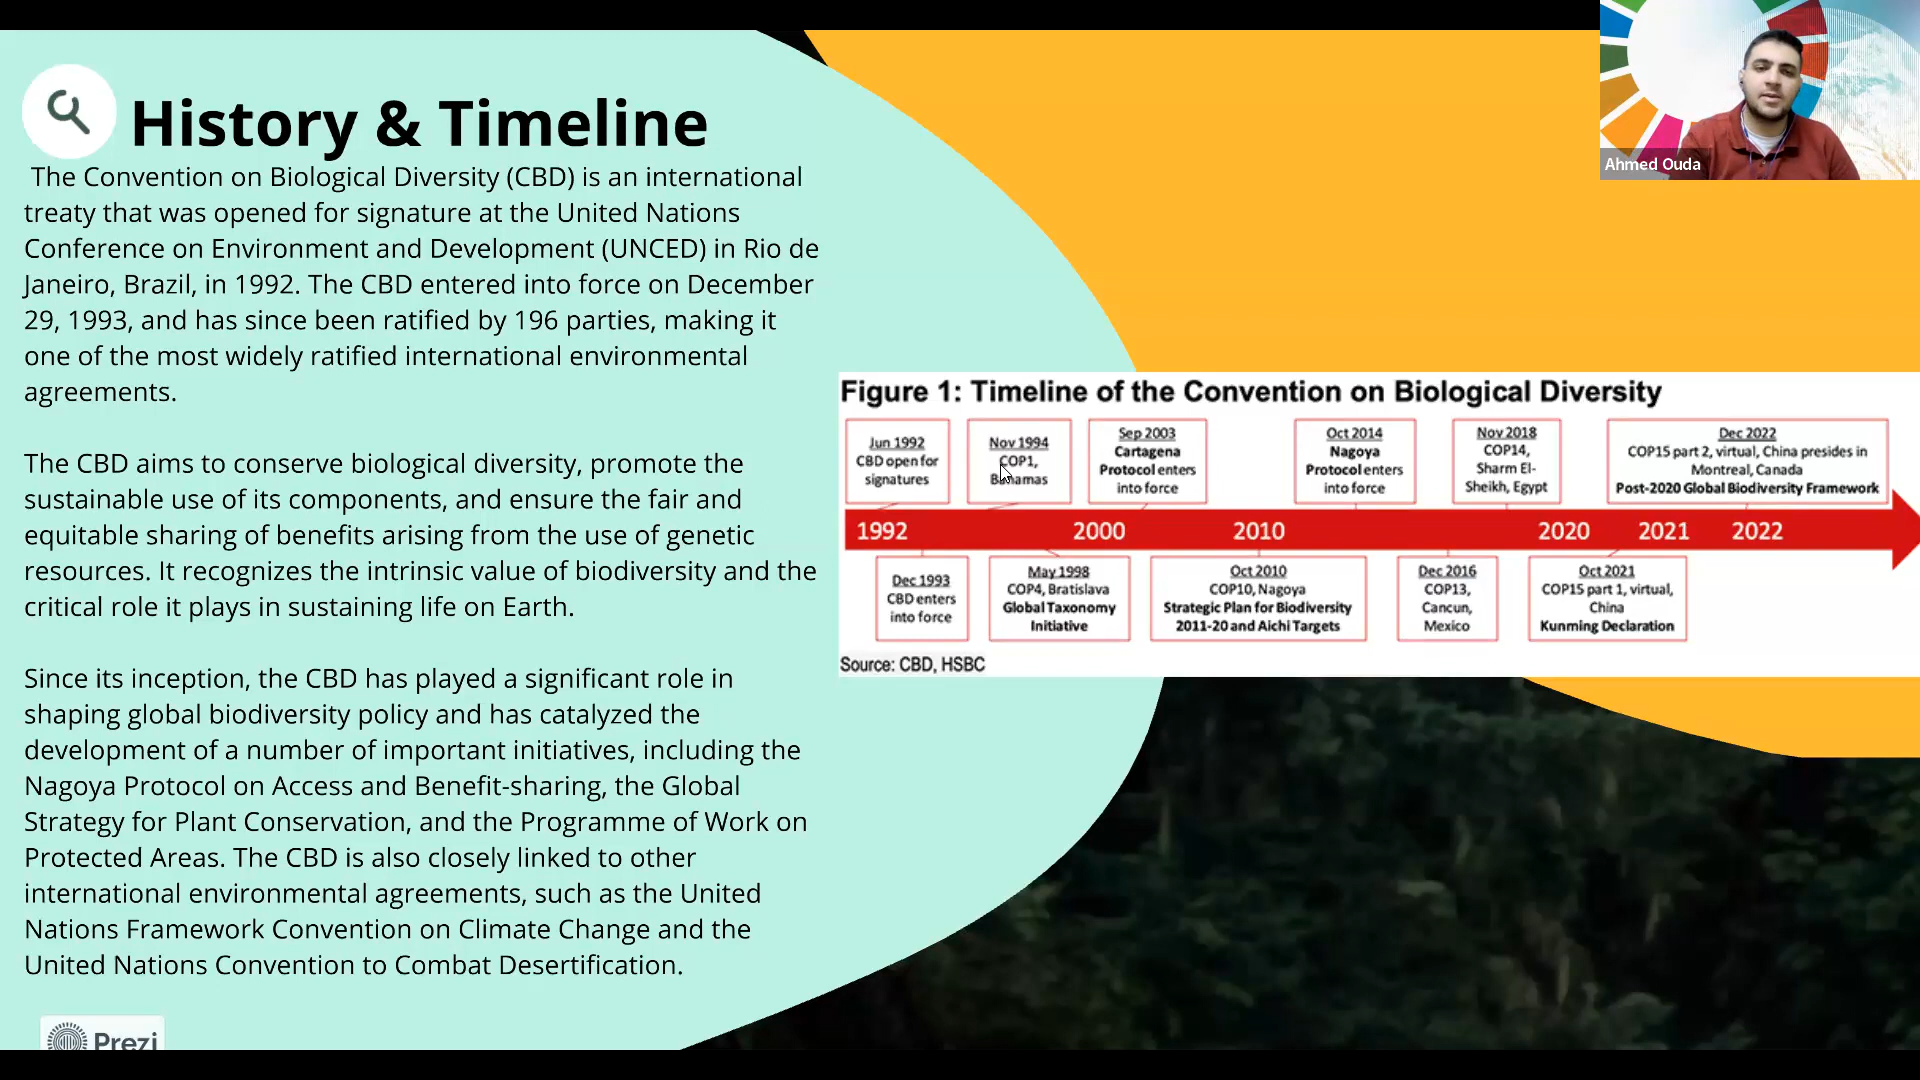 History & Timeline
The Convention on Biological Diversity (CBD) is an international
treaty that was opened for signature at the United Nations
Conference on Environment and Development (UNCED) in Rio de
Janeiro, Brazil, in 1992. The CBD entered into force on December
29, 1993, and has since been ratified by 196 parties, making it
one of the most widely ratified international environmental
agreements.
The CBD aims to conserve biological diversity, promote the
sustainable use of its components, and ensure the fair and
equitable sharing of benefits arising from the use of genetic
resources. It recognizes the intrinsic value of biodiversity and the
critical role it plays in sustaining life on Earth.
Since its inception, the CBD has played a significant role in
shaping global biodiversity policy and has catalyzed the
development of a number of important initiatives, including the
Nagoya Protocol on Access and Benefit-sharing, the Global
Strategy for Plant Conservation, and the Programme of Work on
Protected Areas. The CBD is also closely linked to other
international environmental agreements, such as the United
Nations Framework Convention on Climate Change and the
United Nations Convention to Combat Desertification.
Prezi
Ahmed Ouda
Figure 1: Timeline of the Convention on Biological Diversity
Jun 1992
CBD open for
signatures
Nov 1994
COP1,
Bahamas
Sep 2003
Cartagena
Protocol enters
into force
Oct 2014
Nagoya
Protocol enters
into force
Nov 2018
COP14,
Sharm El-
Sheikh, Egypt
Dec 2022
COP15 part 2, virtual, China presides in
Montreal, Canada
Post-2020 Global Biodiversity Framework
1992 2000 2010 2020 2021 2022
Dec 1993
CBD enters
into force
May 1998
COP4, Bratislava
Global Taxonomy
Initiative
Oct 2010
COP10, Nagoya
Strategic Plan for Biodiversity
2011-20 and Aichi Targets
Dec 2016
COP13,
Cancun,
Mexico
Oct 2021
COP15 part 1, virtual,
China
Kunming Declaration
Source: CBD, HSBC